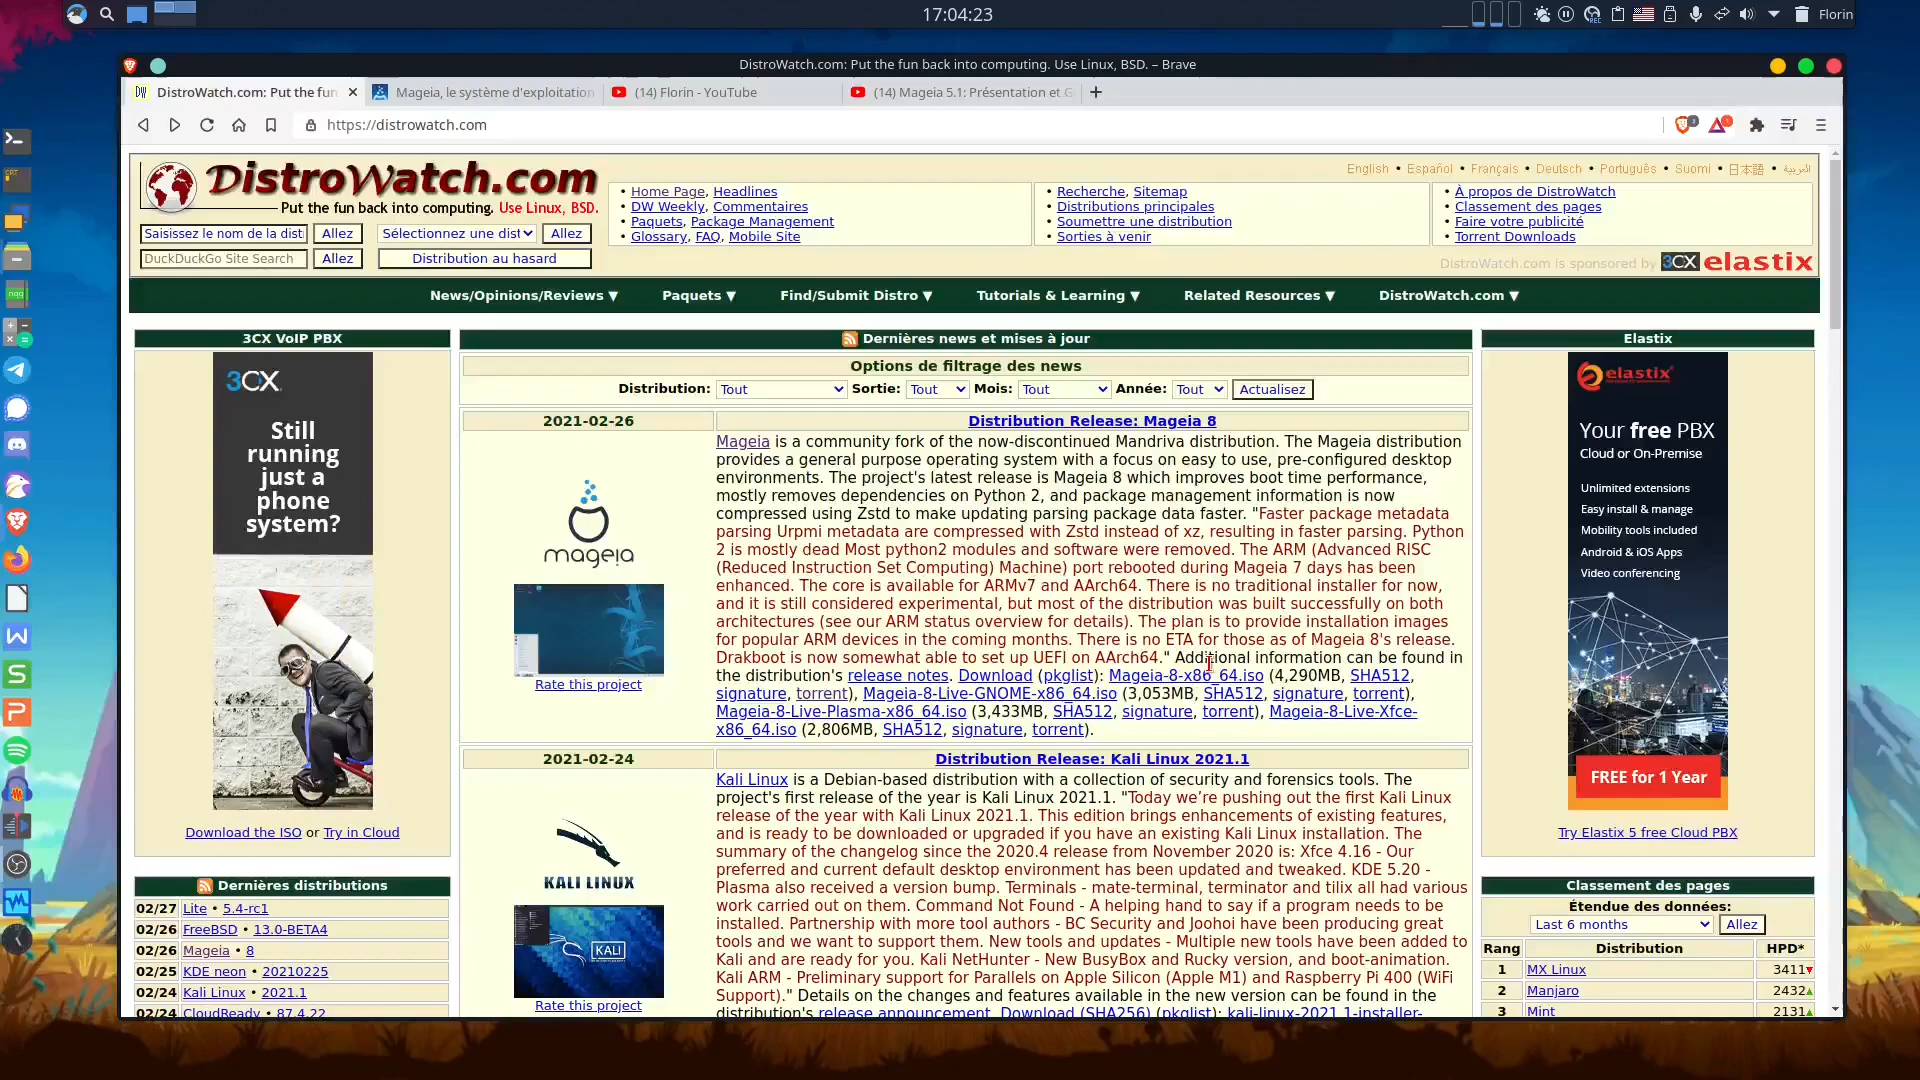 17:04:23
Florin
DistroWatch.com: Put the fun back into computing. Use Linux, BSD. – Brave
DistroWatch.com: Put the fun
Mageia, le système d'exploitation
(14) Florin - YouTube
(14) Mageia 5.1: Présentation et G
https://distrowatch.com
English • Español • Français • Deutsch • Português • Suomi • 日本語 • العربية
DistroWatch.com
Put the fun back into computing. Use Linux, BSD.
Saisissez le nom de la dist
Allez
Sélectionnez une dist
Allez
DuckDuckGo Site Search
Allez
Distribution au hasard
• Home Page, Headlines
• DW Weekly, Commentaires
• Paquets, Package Management
• Glossary, FAQ, Mobile Site
• Recherche, Sitemap
• Distributions principales
• Soumettre une distribution
• Sorties à venir
• À propos de DistroWatch
• Classement des pages
• Faire votre publicité
• Torrent Downloads
DistroWatch.com is sponsored by 3CX elastix
News/Opinions/Reviews ▼
Paquets ▼
Find/Submit Distro ▼
Tutorials & Learning ▼
Related Resources ▼
DistroWatch.com ▼
3CX VoIP PBX
3CX
Still
running
just a
phone
system?
Download the ISO or Try in Cloud
Dernières distributions
02/27 Lite • 5.4-rc1
02/26 FreeBSD • 13.0-BETA4
02/26 Mageia • 8
02/25 KDE neon • 20210225
02/24 Kali Linux • 2021.1
02/24 CloudReady • 87.4.22
Dernières news et mises à jour
Options de filtrage des news
Distribution: Tout Sortie: Tout Mois: Tout Année: Tout Actualisez
2021-02-26
Distribution Release: Mageia 8
mageia
Rate this project
Mageia is a community fork of the now-discontinued Mandriva distribution. The Mageia distribution
provides a general purpose operating system with a focus on easy to use, pre-configured desktop
environments. The project's latest release is Mageia 8 which improves boot time performance,
mostly removes dependencies on Python 2, and package management information is now
compressed using Zstd to make updating parsing package data faster. "Faster package metadata
parsing Urpmi metadata are compressed with Zstd instead of xz, resulting in faster parsing. Python
2 is mostly dead Most python2 modules and software were removed. The ARM (Advanced RISC
(Reduced Instruction Set Computing) Machine) port rebooted during Mageia 7 days has been
enhanced. The core is available for ARMv7 and AArch64. There is no traditional installer for now,
and it is still considered experimental, but most of the distribution was built successfully on both
architectures (see our ARM status overview for details). The plan is to provide installation images
for popular ARM devices in the coming months. There is no ETA for those as of Mageia 8's release.
Drakboot is now somewhat able to set up UEFI on AArch64." Additional information can be found in
the distribution's release notes. Download (pkglist): Mageia-8-x86_64.iso (4,290MB, SHA512,
signature, torrent), Mageia-8-Live-GNOME-x86_64.iso (3,053MB, SHA512, signature, torrent),
Mageia-8-Live-Plasma-x86_64.iso (3,433MB, SHA512, signature, torrent), Mageia-8-Live-Xfce-
x86_64.iso (2,806MB, SHA512, signature, torrent).
2021-02-24
Distribution Release: Kali Linux 2021.1
KALI LINUX
KALI
Rate this project
Kali Linux is a Debian-based distribution with a collection of security and forensics tools. The
project's first release of the year is Kali Linux 2021.1. "Today we’re pushing out the first Kali Linux
release of the year with Kali Linux 2021.1. This edition brings enhancements of existing features,
and is ready to be downloaded or upgraded if you have an existing Kali Linux installation. The
summary of the changelog since the 2020.4 release from November 2020 is: Xfce 4.16 - Our
preferred and current default desktop environment has been updated and tweaked. KDE 5.20 -
Plasma also received a version bump. Terminals - mate-terminal, terminator and tilix all had various
work carried out on them. Command Not Found - A helping hand to say if a program needs to be
installed. Partnership with more tool authors - BC Security and Joohoi have been producing great
tools and we want to support them. New tools and updates - Multiple new tools have been added to
Kali and are ready for you. Kali NetHunter - New BusyBox and Rucky version, and boot-animation.
Kali ARM - Preliminary support for Parallels on Apple Silicon (Apple M1) and Raspberry Pi 400 (WiFi
Support)." Details on the changes and features available in the new version can be found in the
distribution's release announcement. Download (SHA256) (pkglist): kali-linux-2021.1-installer-
Elastix
elastix
Your free PBX
Cloud or On-Premise
Unlimited extensions
Easy install & manage
Mobility tools included
Android & iOS Apps
Video conferencing
FREE for 1 Year
Try Elastix 5 free Cloud PBX
Classement des pages
Étendue des données:
Last 6 months Allez
Rang Distribution HPD*
1 MX Linux 3411
2 Manjaro 2432
3 Mint 2131